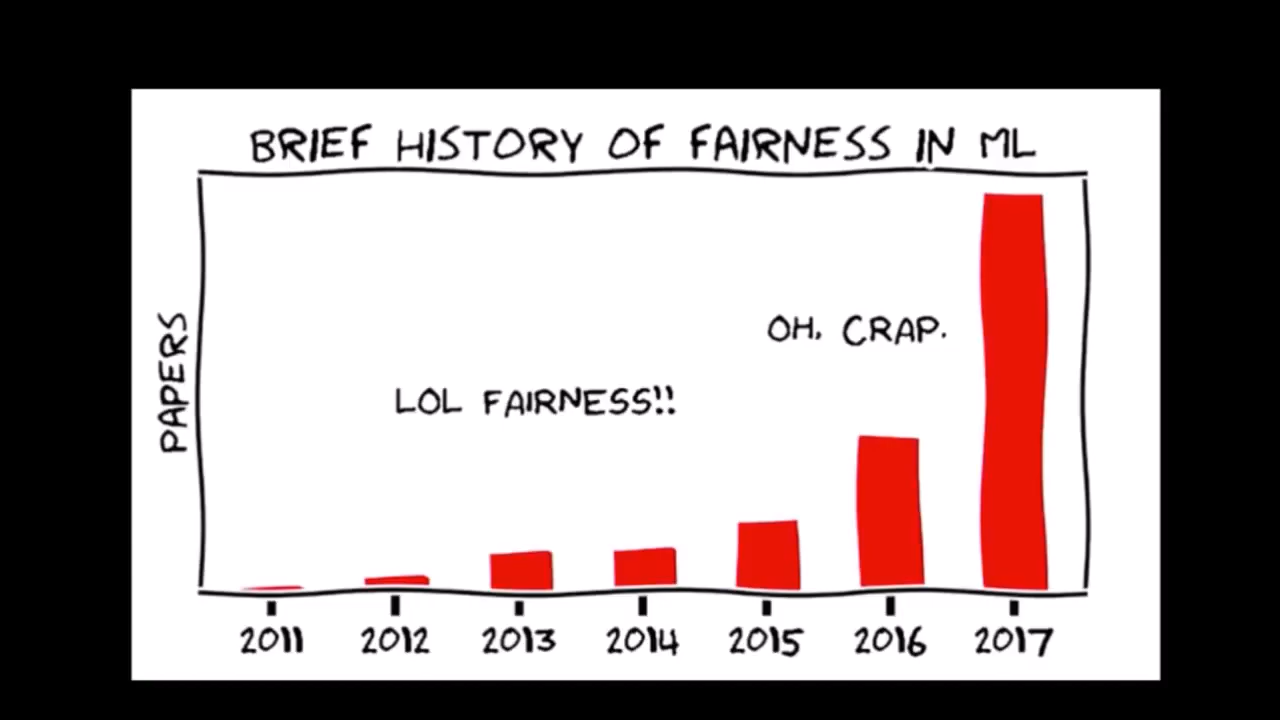 BRIEF HISTORY OF FAIRNESS IN ML
PAPERS
OH, CRAP.
LOL FAIRNESS!!
2011 2012 2013 2014 2015 2016 2017